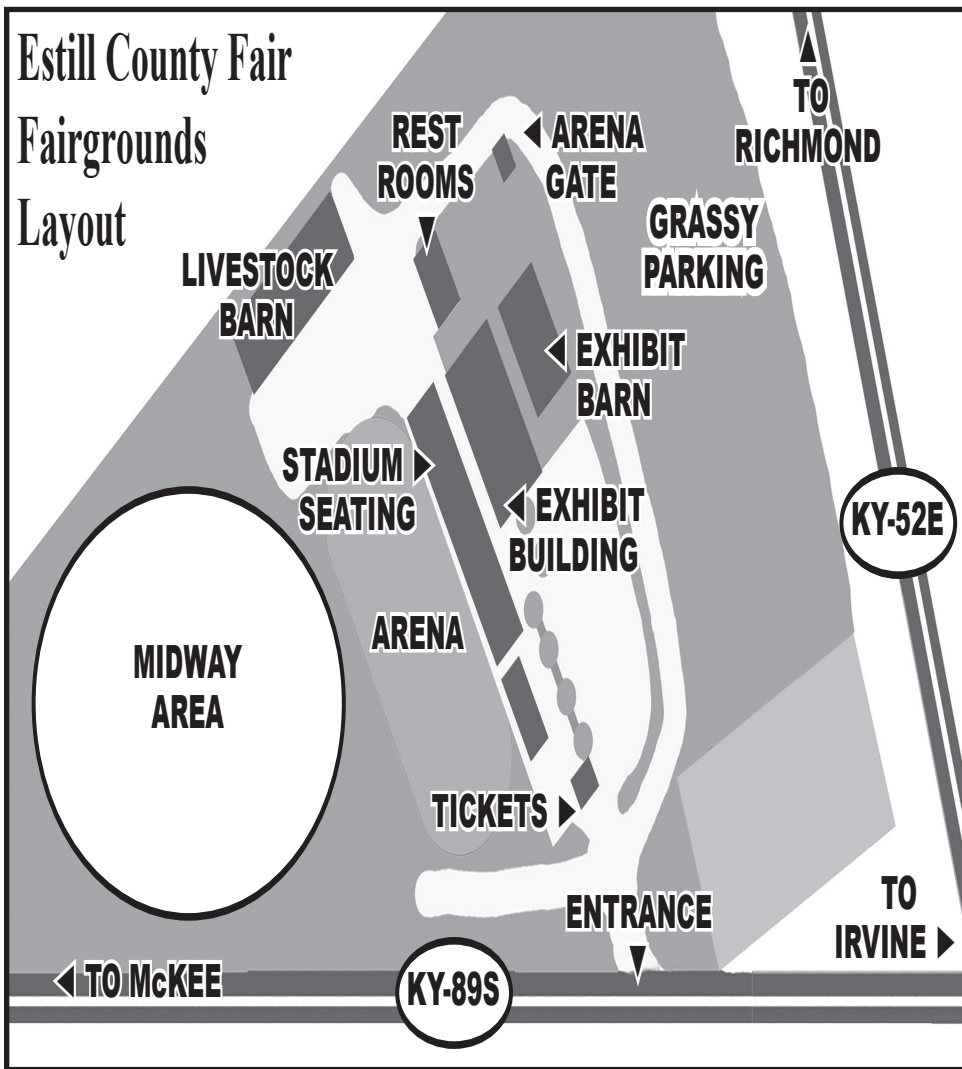 Estill County Fair
Fairgrounds
Layout
TO
RICHMOND
REST
ROOMS
ARENA
GATE
GRASSY
PARKING
LIVESTOCK
BARN
EXHIBIT
BARN
STADIUM
SEATING
EXHIBIT
BUILDING
KY-52E
ARENA
MIDWAY
AREA
TICKETS
ENTRANCE
TO
IRVINE
TO McKEE
KY-89S